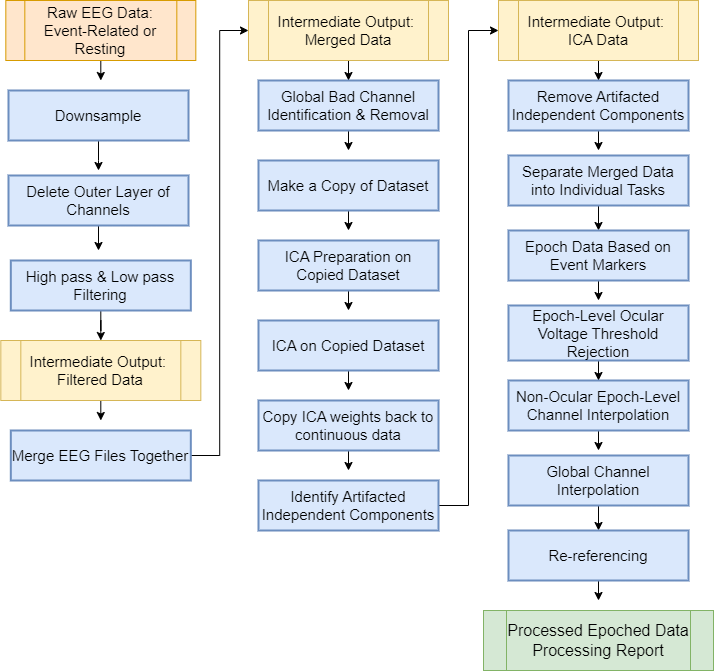 Raw EEG Data:
Event-Related or
Resting
Downsample
Delete Outer Layer of
Channels
High pass & Low pass
Filtering
Intermediate Output:
Filtered Data
Merge EEG Files Together
Intermediate Output:
Merged Data
Global Bad Channel
Identification & Removal
Make a Copy of Dataset
ICA Preparation on
Copied Dataset
ICA on Copied Dataset
Copy ICA weights back to
continuous data
Identify Artifacted
Independent Components
Intermediate Output:
ICA Data
Remove Artifacted
Independent Components
Separate Merged Data
into Individual Tasks
Epoch Data Based on
Event Markers
Epoch-Level Ocular
Voltage Threshold
Rejection
Non-Ocular Epoch-Level
Channel Interpolation
Global Channel
Interpolation
Re-referencing
Processed Epoched Data
Processing Report